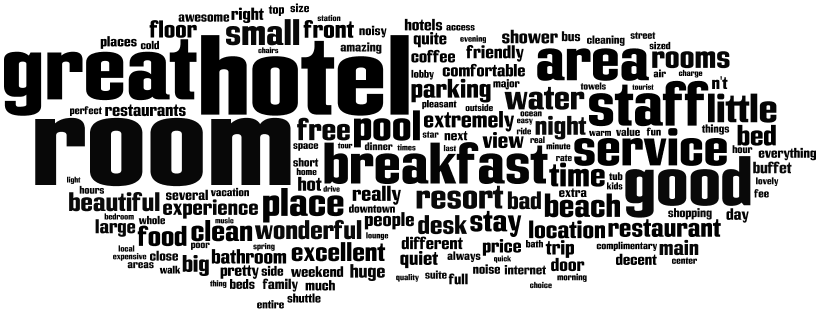 awesome right top size
floor small front station
places cold chairs noisy
amazing
hotels access
quite evening
coffee friendly
lobby comfortable
shower bus cleaning street
sized
area rooms
air charge
great hotel
parking major
water towels tourist n't
staff little
perfect restaurants
pleasant outside
extremely ocean
easy
night warm value fun things
bed
room free pool
star next view ride real minute
space tour dinner times last
service hour everything
rate
short breakfast time tub
home kids
good buffet
lovely
fee
light hot drive
hours
beautiful several vacation
really resort bad extra
beach shopping day
bedroom experience place downtown
large whole music
people desk stay location restaurant
food clean wonderful lounge
different price bath trip complimentary main
local poor spring
expensive close bathroom excellent
quiet always quick
door decent center
areas walk big pretty side weekend huge
noise internet morning
quality suite full
thing beds family much
choice
entire shuttle